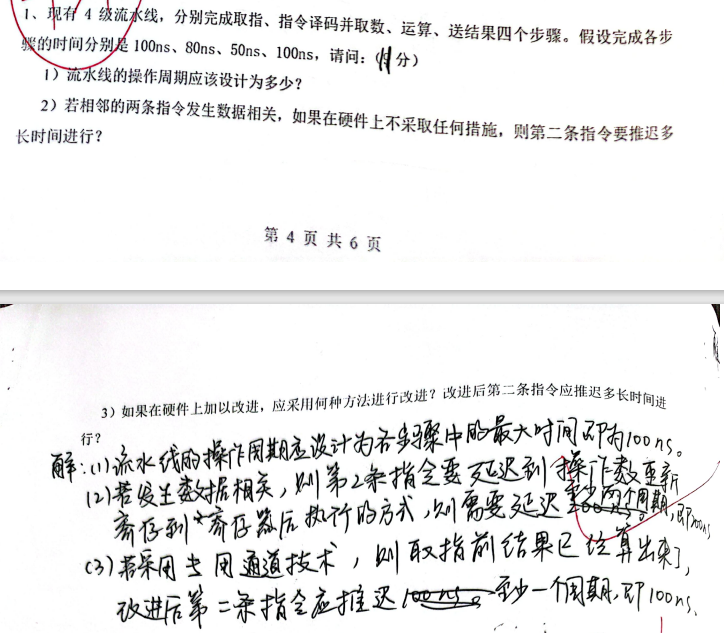 1、现有 4 级流水线，分别完成取指、指令译码并取数、运算、送结果四个步骤。假设完成各步
骤的时间分别是 100ns、80ns、50ns、100ns，请问：（分）
1）流水线的操作周期应该设计为多少？
2）若相邻的两条指令发生数据相关，如果在硬件上不采取任何措施，则第二条指令要推迟多
长时间进行？
第 4 页 共 6 页
3）如果在硬件上加以改进，应采用何种方法进行改进？改进后第二条指令应推迟多长时间进
行？
解：(1)流水线的操作周期应设计为各步骤中的最大时间即为100ns。
(2)若发生数据相关，则第2条指令要延迟到操作数重新
寄存到寄存器后执行的方式，则需要延迟两个周期，即200ns
(3)若采用专用通道技术，则取指前结果已经算出来了，
改进后第二条指令应推迟至少一个周期，即100ns.